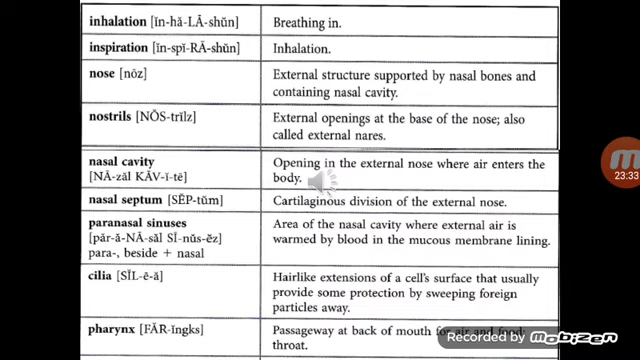 inhalation [ĭn-hă-LĀ-shŭn] Breathing in.
inspiration [ĭn-spĭ-RĀ-shŭn] Inhalation.
nose [nōz] External structure supported by nasal bones and
containing nasal cavity.
nostrils [NŎS-trĭlz] External openings at the base of the nose; also
called external nares.
nasal cavity Opening in the external nose where air enters the
[NĀ-zăl KĂV-ĭ-tē] body.
nasal septum [SĔP-tŭm] Cartilaginous division of the external nose.
paranasal sinuses Area of the nasal cavity where external air is
[păr-ă-NĀ-săl SĪ-nŭs-ĕz] warmed by blood in the mucous membrane lining.
para-, beside + nasal
cilia [SĬL-ē-ă] Hairlike extensions of a cell's surface that usually
provide some protection by sweeping foreign
particles away.
pharynx [FĂR-ĭngks] Passageway at back of mouth for air and food;
throat.
23:33
Recorded by mobizen